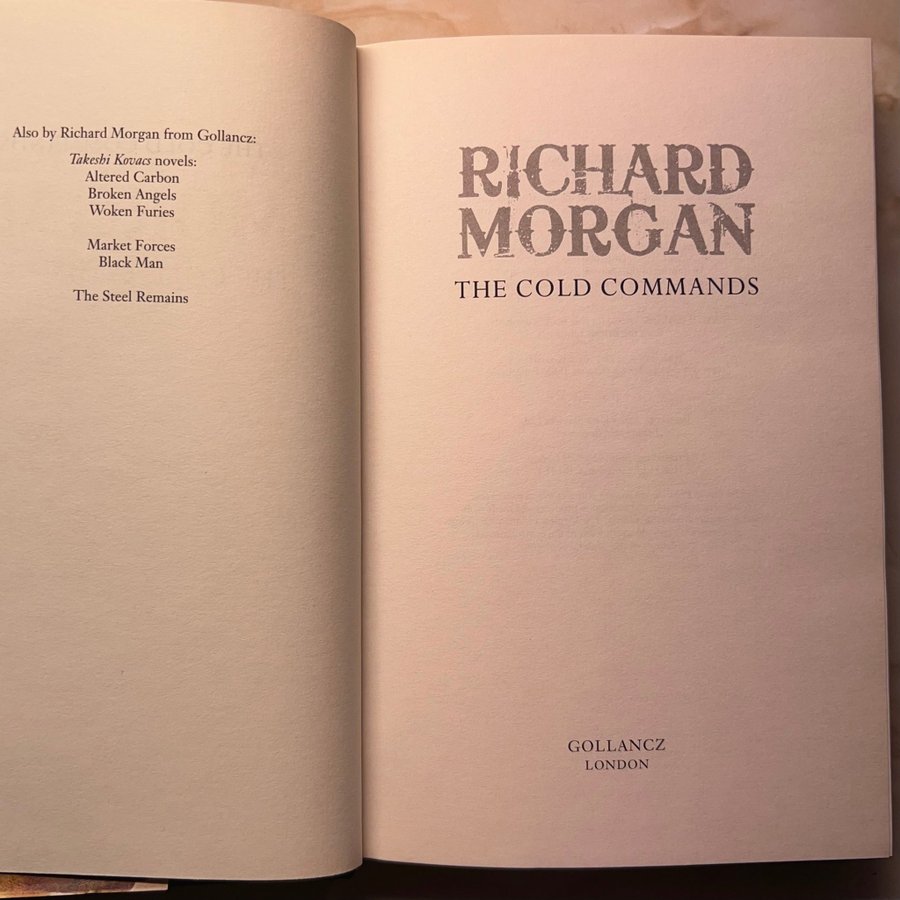 Also by Richard Morgan from Gollancz:
Takeshi Kovacs novels:
Altered Carbon
Broken Angels
Woken Furies
Market Forces
Black Man
The Steel Remains
RICHARD
MORGAN
THE COLD COMMANDS
GOLLANCZ
LONDON